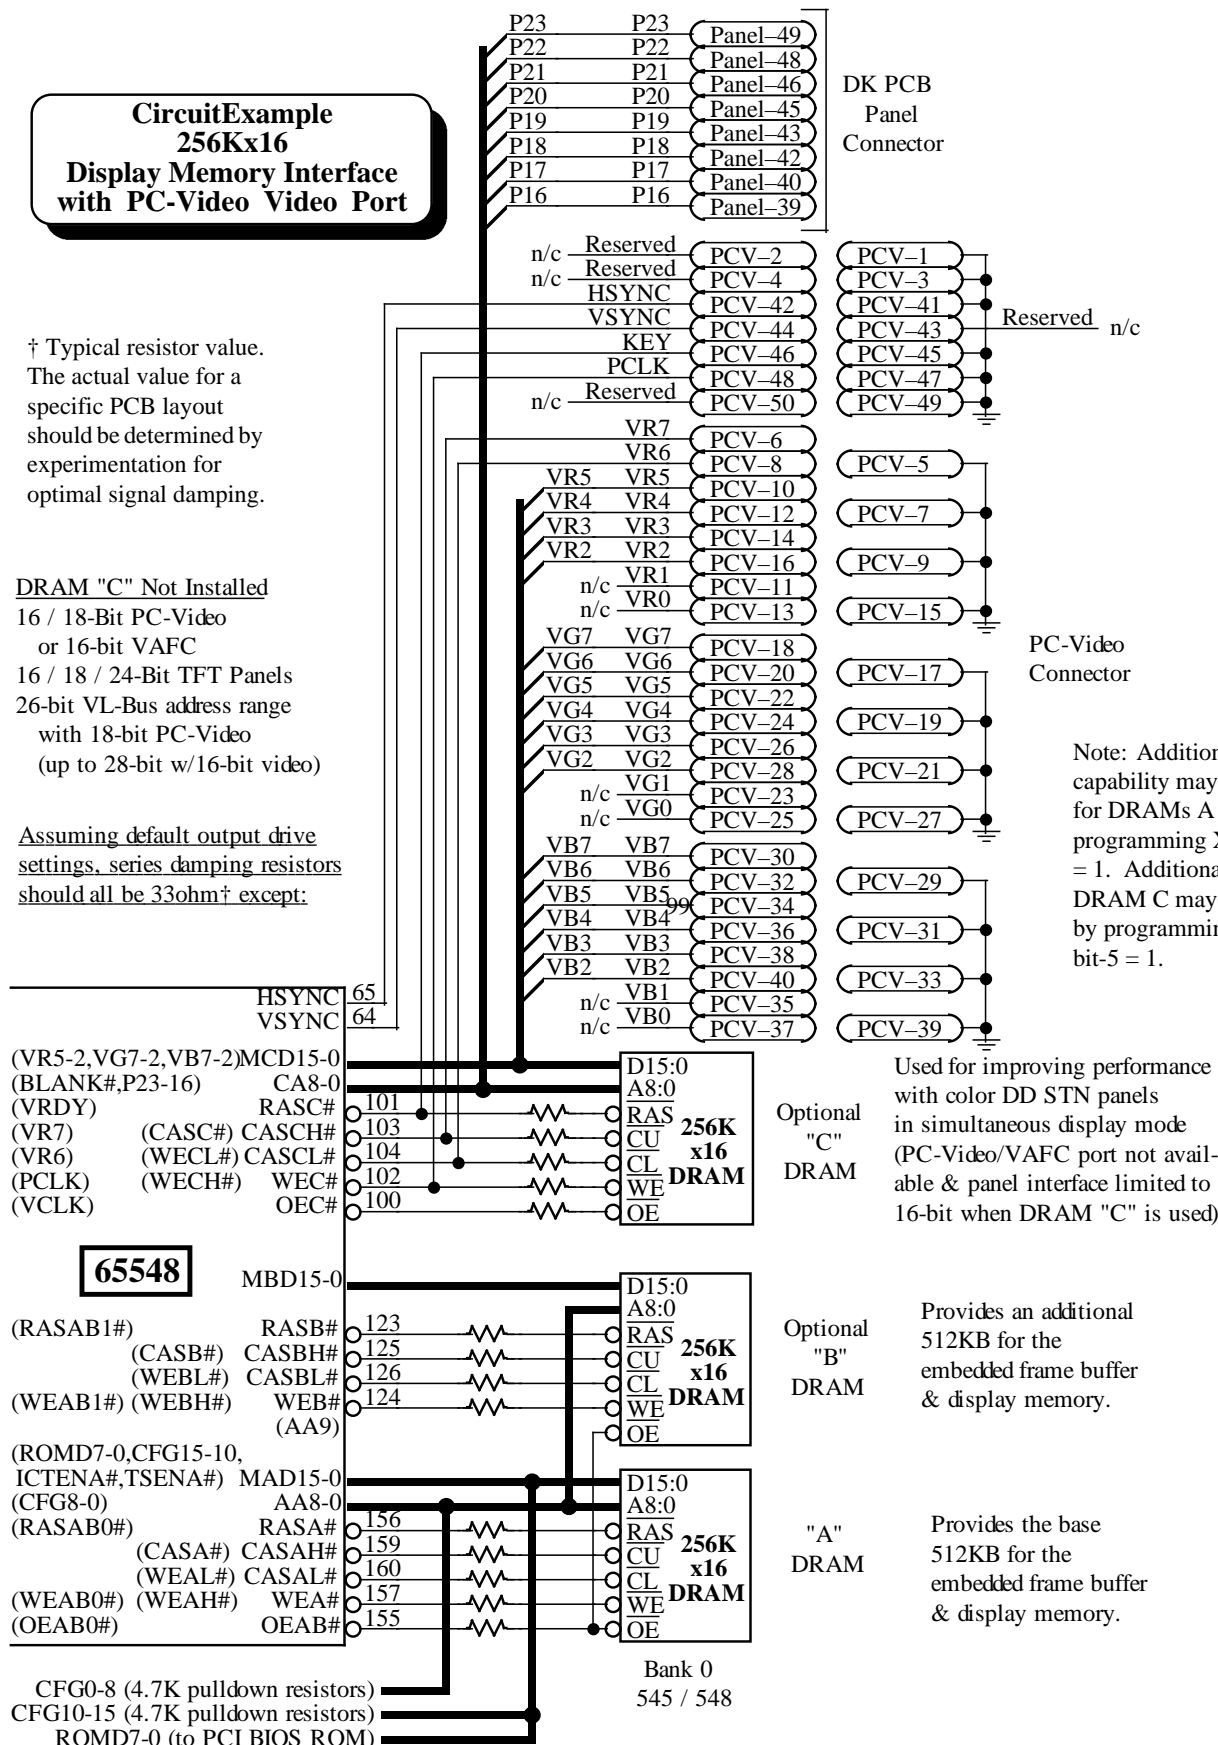 CircuitExample
256Kx16
Display Memory Interface
with PC-Video Video Port
† Typical resistor value.
The actual value for a
specific PCB layout
should be determined by
experimentation for
optimal signal damping.
DRAM "C" Not Installed
16 / 18-Bit PC-Video
or 16-bit VAFC
16 / 18 / 24-Bit TFT Panels
26-bit VL-Bus address range
with 18-bit PC-Video
(up to 28-bit w/16-bit video)
Assuming default output drive
settings, series damping resistors
should all be 33ohm† except:
P23 P23 Panel–49
P22 P22 Panel–48
P21 P21 Panel–46
P20 P20 Panel–45
P19 P19 Panel–43
P18 P18 Panel–42
P17 P17 Panel–40
P16 P16 Panel–39
DK PCB
Panel
Connector
n/c Reserved PCV–2 PCV–1
n/c Reserved PCV–4 PCV–3
HSYNC PCV–42 PCV–41
VSYNC PCV–44 PCV–43 Reserved n/c
KEY PCV–46 PCV–45
PCLK PCV–48 PCV–47
n/c Reserved PCV–50 PCV–49
VR7 PCV–6
VR6 PCV–8 PCV–5
VR5 VR5 PCV–10
VR4 VR4 PCV–12 PCV–7
VR3 VR3 PCV–14
VR2 VR2 PCV–16 PCV–9
n/c VR1 PCV–11
n/c VR0 PCV–13 PCV–15
VG7 VG7 PCV–18
VG6 VG6 PCV–20 PCV–17
VG5 VG5 PCV–22
VG4 VG4 PCV–24 PCV–19
VG3 VG3 PCV–26
VG2 VG2 PCV–28 PCV–21
n/c VG1 PCV–23
n/c VG0 PCV–25 PCV–27
VB7 VB7 PCV–30
VB6 VB6 PCV–32 PCV–29
VB5 VB5 99 PCV–34
VB4 VB4 PCV–36 PCV–31
VB3 VB3 PCV–38
VB2 VB2 PCV–40 PCV–33
n/c VB1 PCV–35
n/c VB0 PCV–37 PCV–39
PC-Video
Connector
Note: Addition
capability may
for DRAMs A
programming X
= 1. Additiona
DRAM C may
by programmin
bit-5 = 1.
HSYNC 65
VSYNC 64
(VR5-2,VG7-2,VB7-2) MCD15-0 D15:0
(BLANK#,P23-16) CA8-0 A8:0
(VRDY) RASC# 101 RAS
(VR7) (CASC#) CASCH# 103 CU
(VR6) (WECL#) CASCL# 104 CL
(PCLK) (WECH#) WEC# 102 WE
(VCLK) OEC# 100 OE
256K
x16
DRAM
Optional
"C"
DRAM
Used for improving performance
with color DD STN panels
in simultaneous display mode
(PC-Video/VAFC port not avail-
able & panel interface limited to
16-bit when DRAM "C" is used)
65548
MBD15-0 D15:0
A8:0
(RASAB1#) RASB# 123 RAS
(CASB#) CASBH# 125 CU
(WEBL#) CASBL# 126 CL
(WEAB1#) (WEBH#) WEB# 124 WE
(AA9) OE
256K
x16
DRAM
Optional
"B"
DRAM
Provides an additional
512KB for the
embedded frame buffer
& display memory.
(ROMD7-0,CFG15-10,
ICTENA#,TSENA#) MAD15-0 D15:0
(CFG8-0) AA8-0 A8:0
(RASAB0#) RASA# 156 RAS
(CASA#) CASAH# 159 CU
(WEAL#) CASAL# 160 CL
(WEAB0#) (WEAH#) WEA# 157 WE
(OEAB0#) OEAB# 155 OE
256K
x16
DRAM
"A"
DRAM
Provides the base
512KB for the
embedded frame buffer
& display memory.
Bank 0
545 / 548
CFG0-8 (4.7K pulldown resistors)
CFG10-15 (4.7K pulldown resistors)
ROMD7-0 (to PCI BIOS ROM)